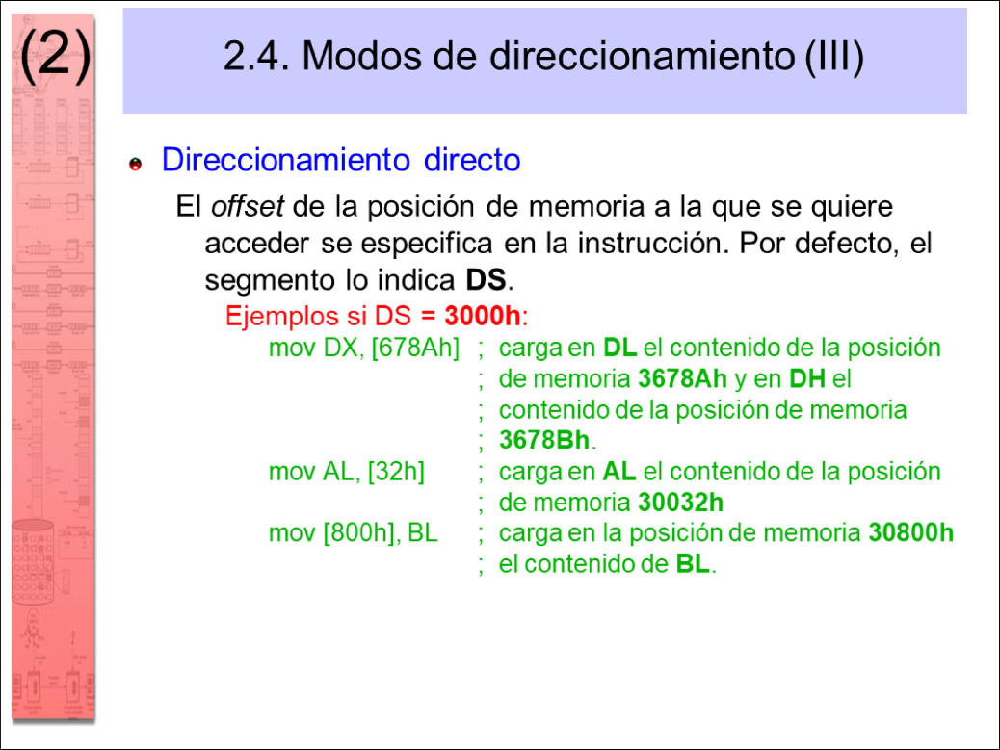 (2)
2.4. Modos de direccionamiento (III)
Direccionamiento directo
El offset de la posición de memoria a la que se quiere
acceder se especifica en la instrucción. Por defecto, el
segmento lo indica DS.
Ejemplos si DS = 3000h:
mov DX, [678Ah] ; carga en DL el contenido de la posición
; de memoria 3678Ah y en DH el
; contenido de la posición de memoria
; 3678Bh.
mov AL, [32h] ; carga en AL el contenido de la posición
; de memoria 30032h
mov [800h], BL ; carga en la posición de memoria 30800h
; el contenido de BL.